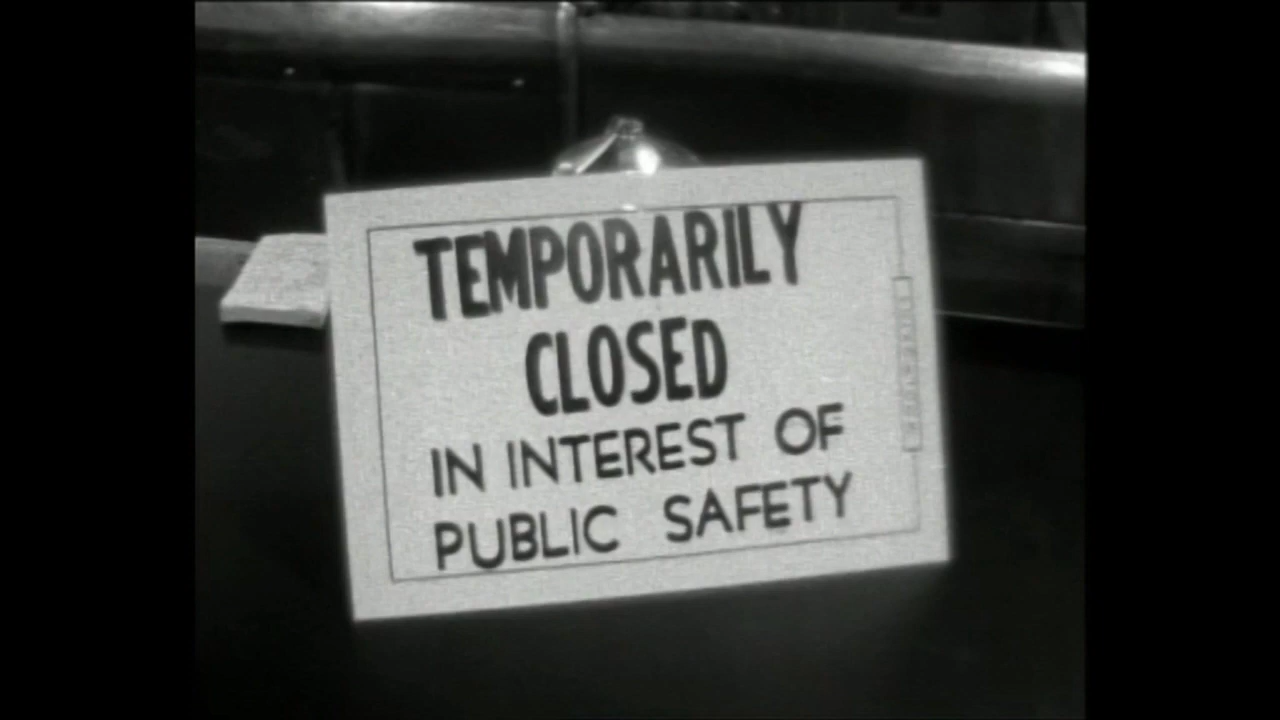 TEMPORARILY
CLOSED
IN INTEREST OF
PUBLIC SAFETY